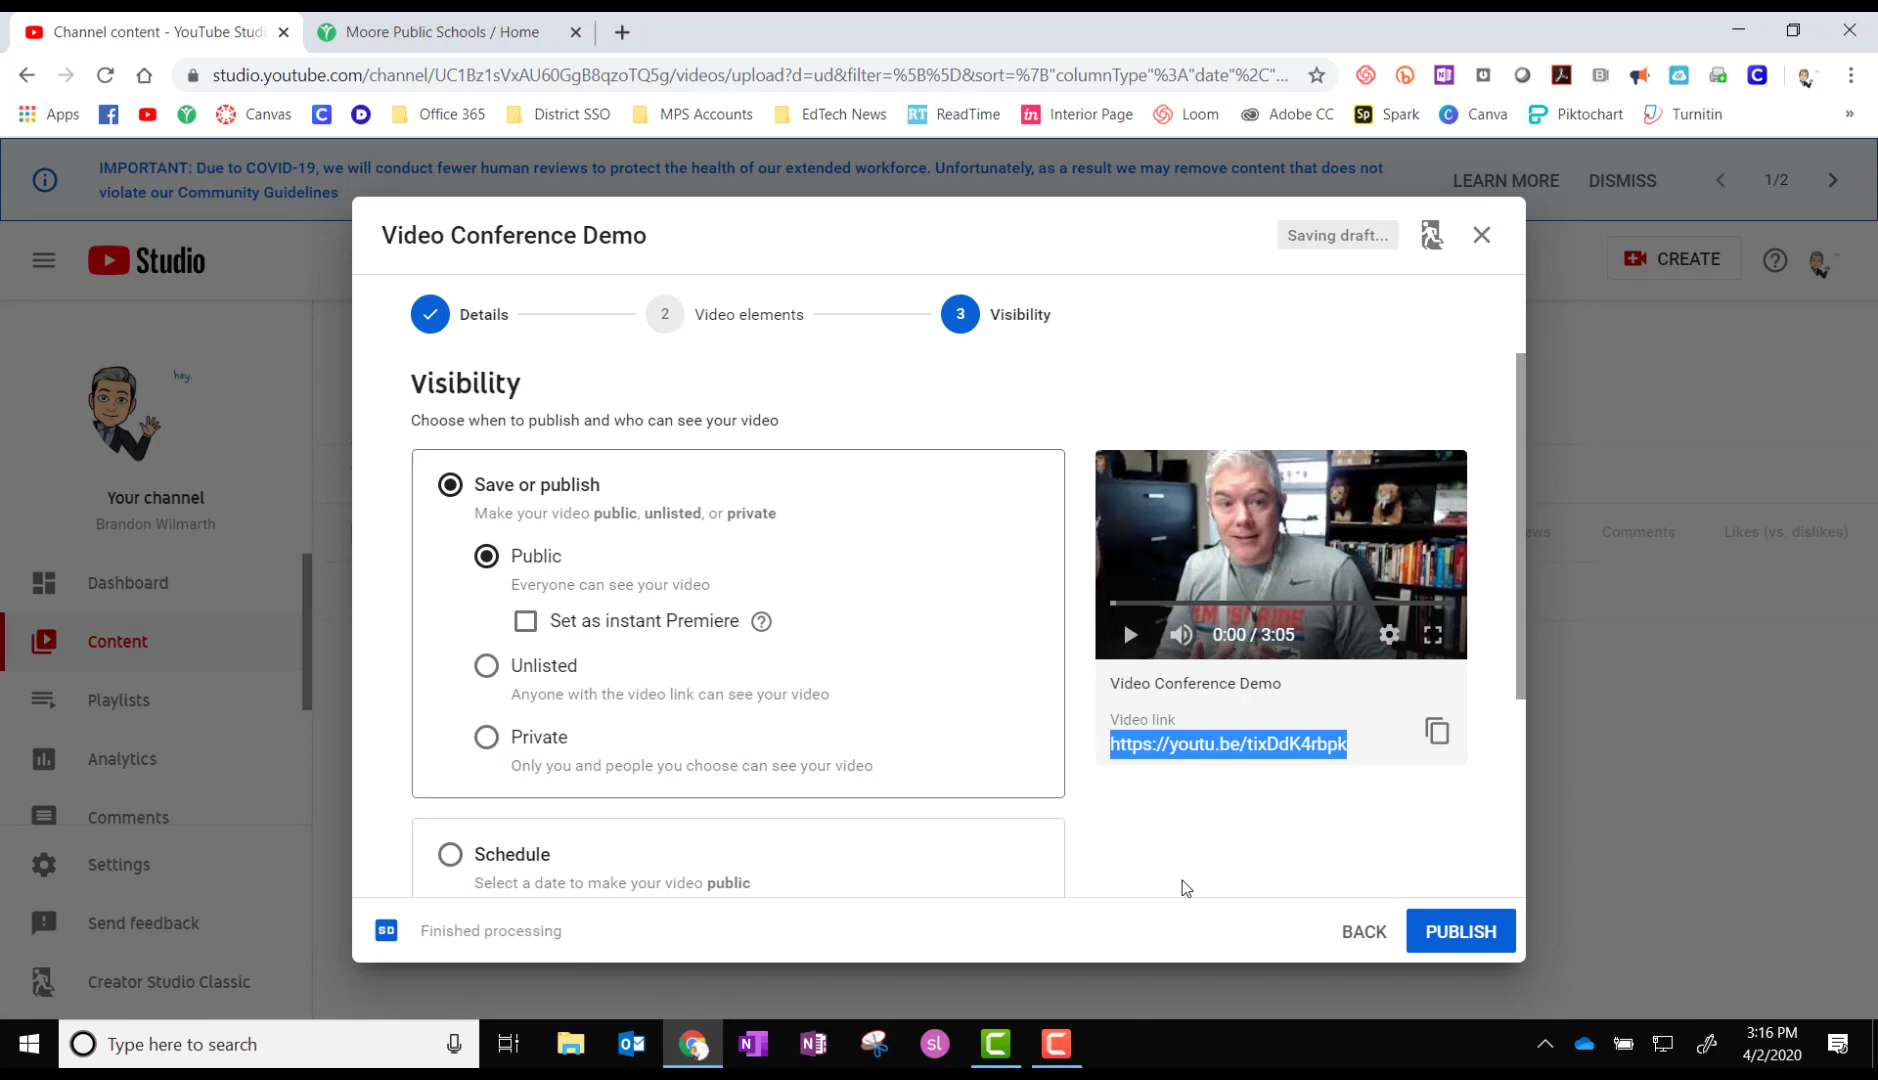 Channel content - YouTube Studi
Moore Public Schools / Home
studio.youtube.com/channel/UC1Bz1sVxAU60GgB8qzoTQ5g/videos/upload?d=ud&filter=%5B%5D&sort=%7B"columnType"%3A"date"%2C"...
Apps
Canvas
Office 365
District SSO
MPS Accounts
EdTech News
RT ReadTime
in Interior Page
Loom
Adobe CC
Sp Spark
C Canva
Piktochart
Turnitin
»
IMPORTANT: Due to COVID-19, we will conduct fewer human reviews to protect the health of our extended workforce. Unfortunately, as a result we may remove content that does not
violate our Community Guidelines
LEARN MORE
DISMISS
1/2
Studio
CREATE
hey.
Your channel
Brandon Wilmarth
Dashboard
Content
Playlists
Analytics
Comments
Settings
Send feedback
Creator Studio Classic
Comments
Likes (vs. dislikes)
Video Conference Demo
Saving draft...
Details
2
Video elements
3
Visibility
Visibility
Choose when to publish and who can see your video
Save or publish
Make your video public, unlisted, or private
Public
Everyone can see your video
Set as instant Premiere
Unlisted
Anyone with the video link can see your video
Private
Only you and people you choose can see your video
Schedule
Select a date to make your video public
0:00 / 3:05
Video Conference Demo
Video link
https://youtu.be/tixDdK4rbpk
SD
Finished processing
BACK
PUBLISH
Type here to search
sl
3:16 PM
4/2/2020